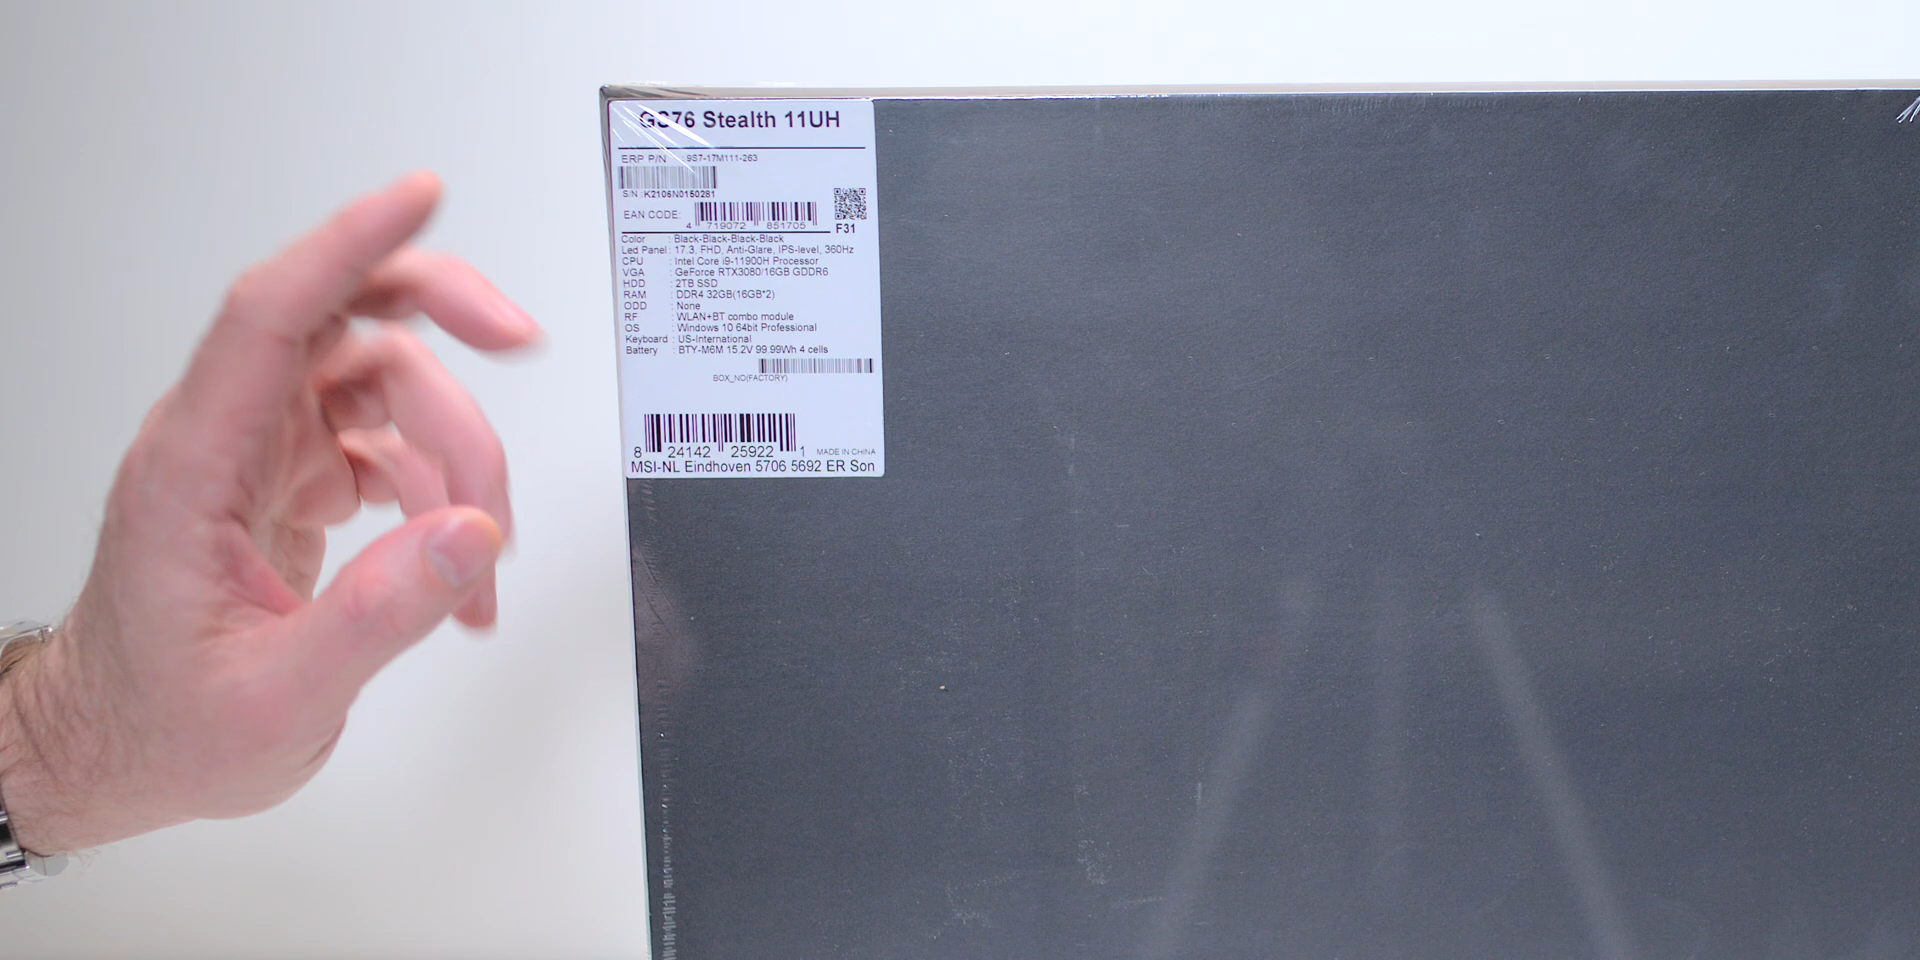 GS76 Stealth 11UH
ERP P/N : 9S7-17M111-263
S/N :K2106N0150281
EAN CODE:
4 719072 851705
F31
Color : Black-Black-Black-Black
Led Panel : 17.3, FHD, Anti-Glare, IPS-level, 360Hz
CPU : Intel Core i9-11900H Processor
VGA : GeForce RTX3080/16GB GDDR6
HDD : 2TB SSD
RAM : DDR4 32GB(16GB*2)
ODD : None
RF : WLAN+BT combo module
OS : Windows 10 64bit Professional
Keyboard : US-International
Battery : BTY-M6M 15.2V 99.99Wh 4 cells
BOX_NO(FACTORY)
8 24142 25922 1 MADE IN CHINA
MSI-NL Eindhoven 5706 5692 ER Son